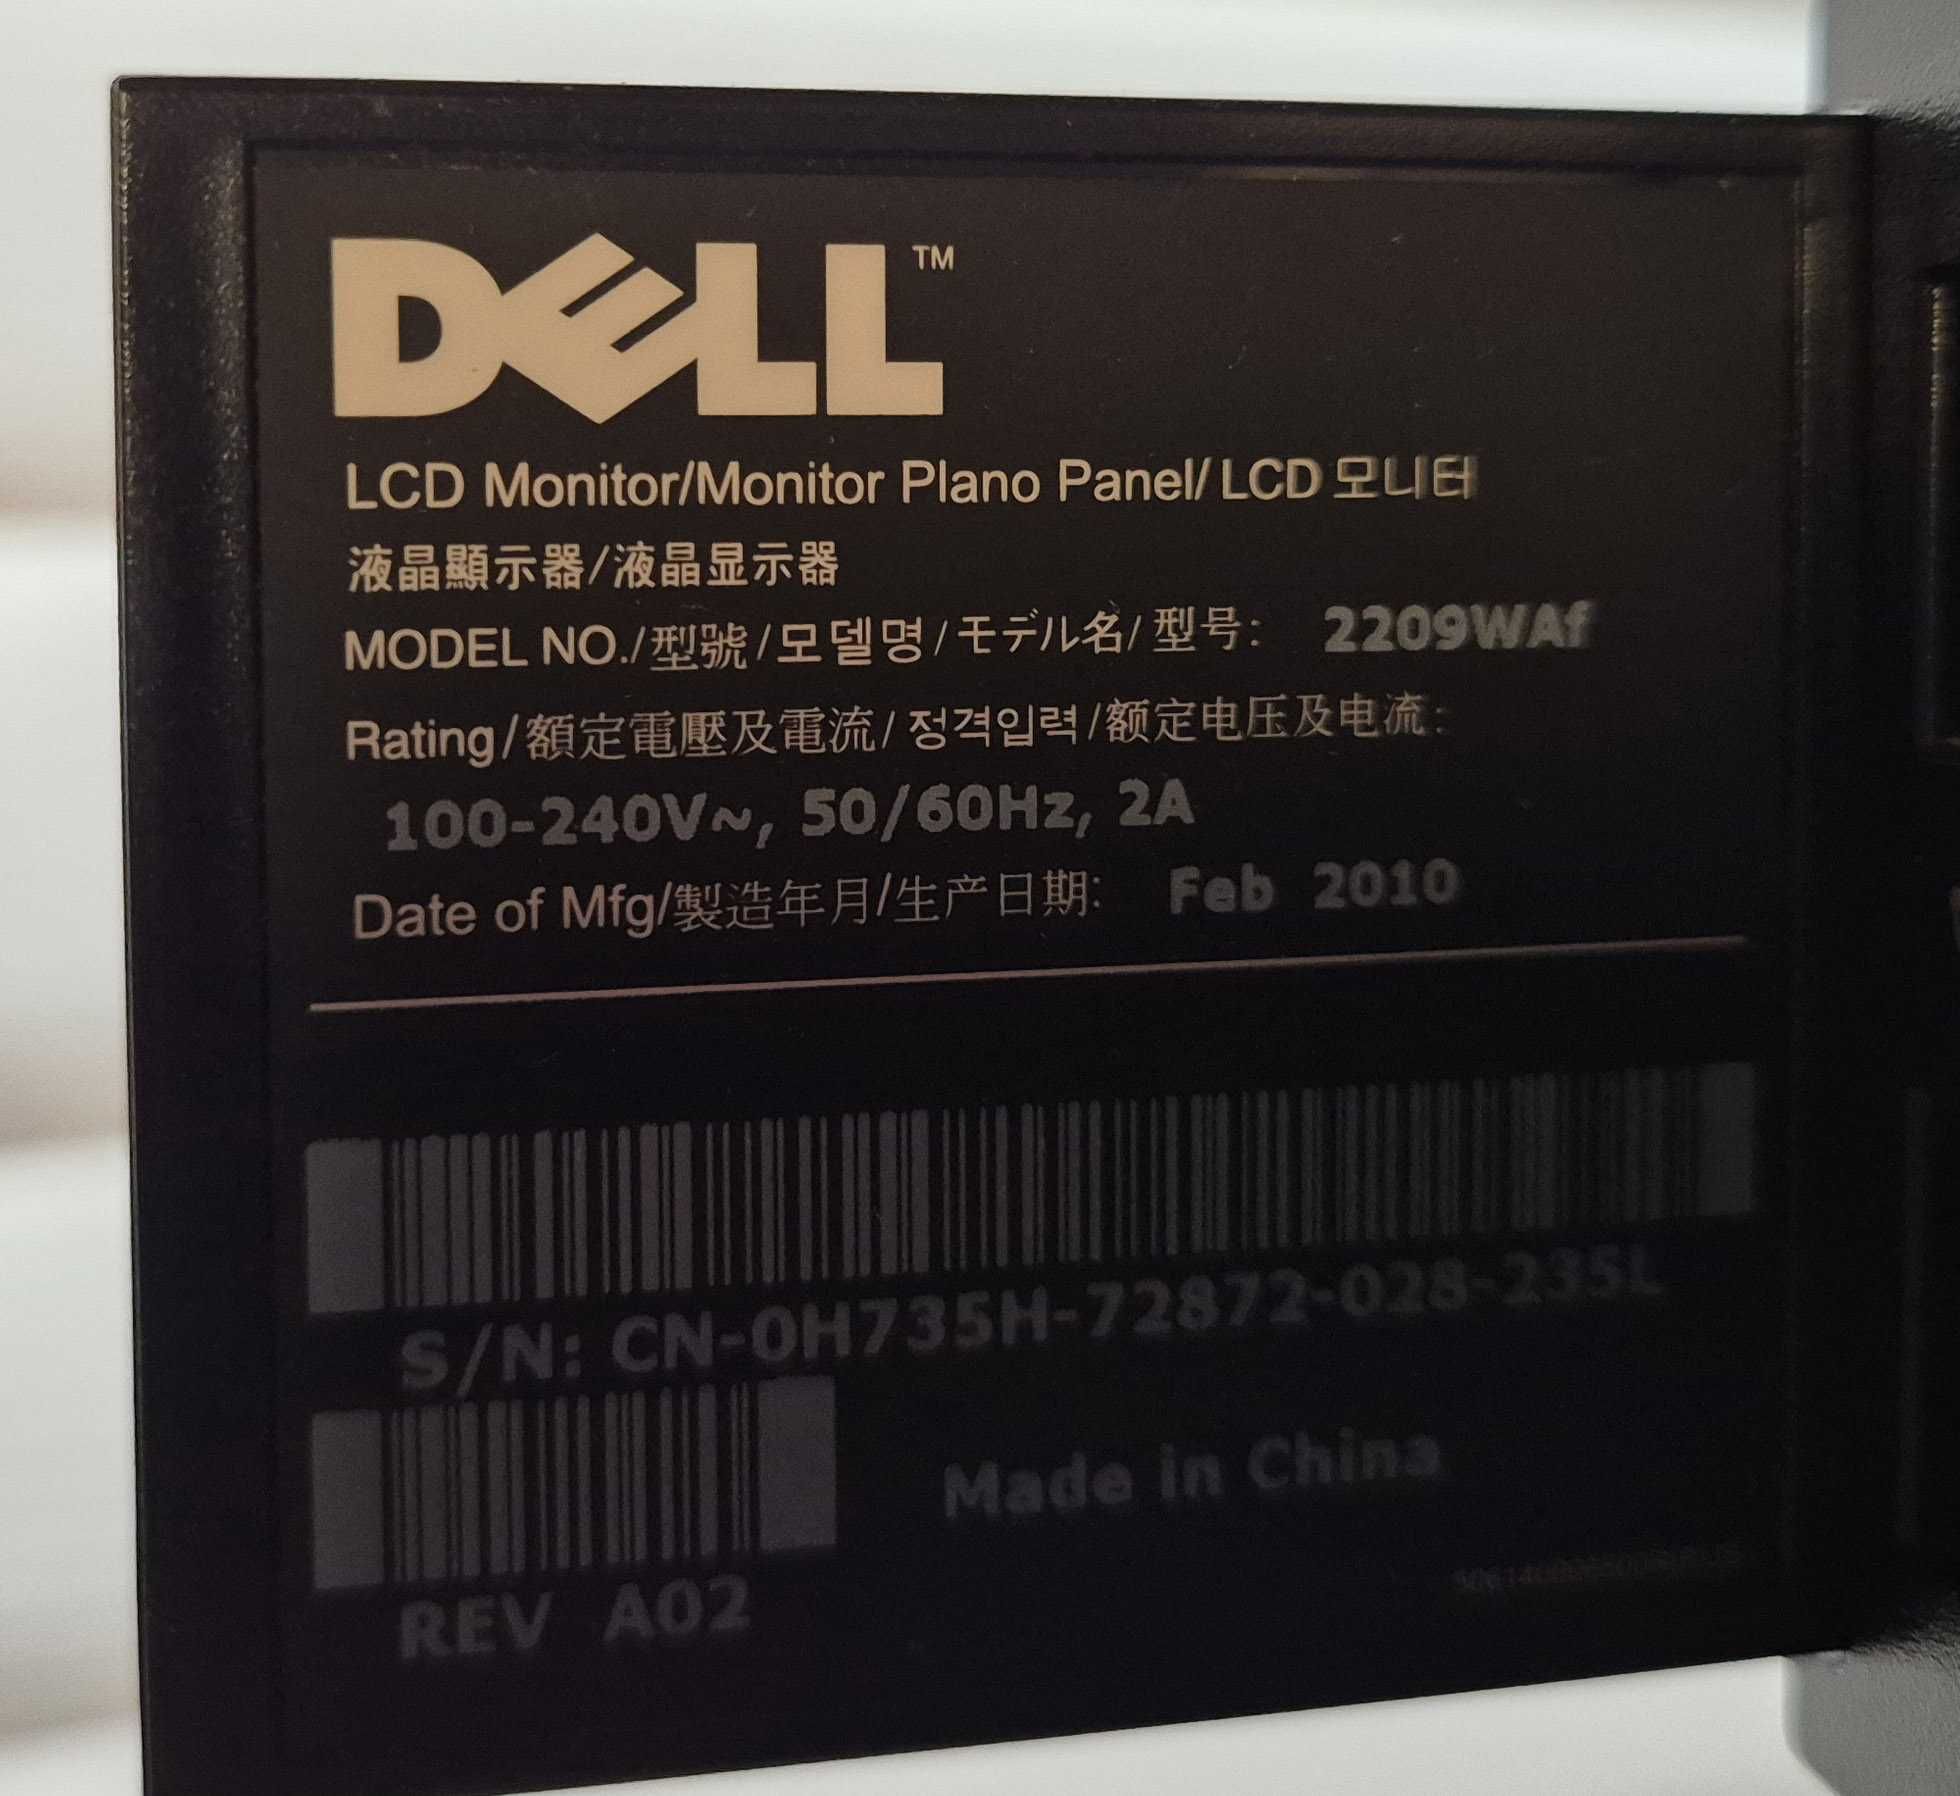 DELL™
LCD Monitor/Monitor Plano Panel/LCD 모니터
液晶顯示器/液晶显示器
MODEL NO./型號/모델명/モデル名/型号: 2209WAf
Rating/額定電壓及電流/정격입력/额定电压及电流:
100-240V~, 50/60Hz, 2A
Date of Mfg/製造年月/生产日期: Feb 2010
S/N: CN-0H735H-72872-028-235L
Made in China
REV A02